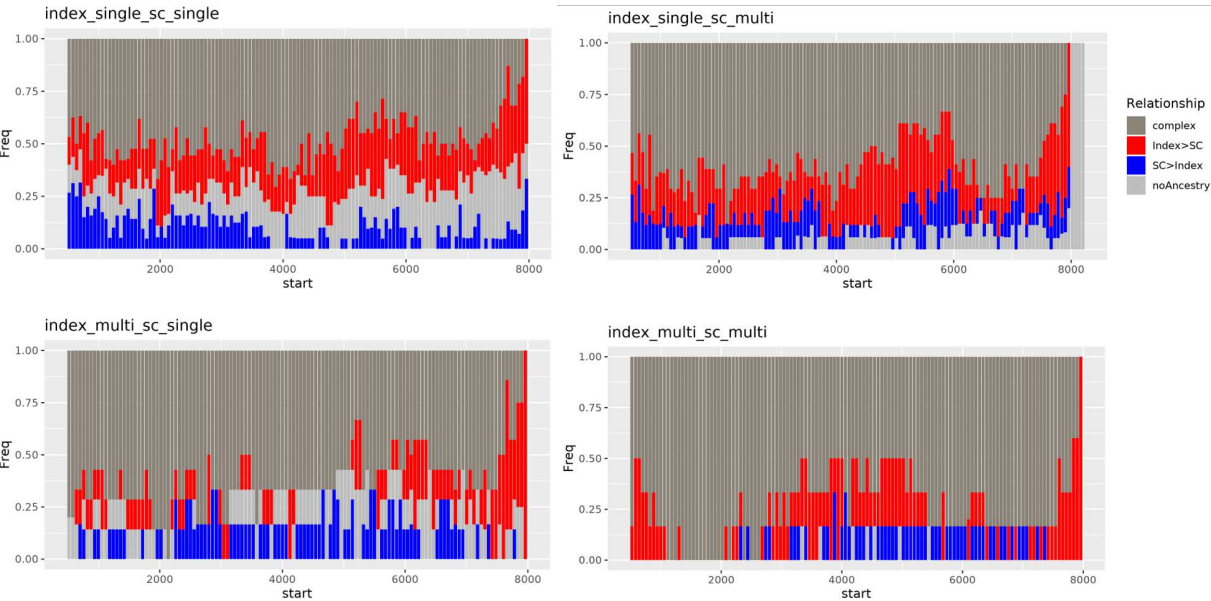 index_single_sc_single
1.00
0.75
0.50
0.25
0.00
Freq
2000 4000 6000 8000
start
index_single_sc_multi
1.00
0.75
0.50
0.25
0.00
Freq
2000 4000 6000 8000
start
Relationship
complex
Index>SC
SC>Index
noAncestry
index_multi_sc_single
1.00
0.75
0.50
0.25
0.00
Freq
2000 4000 6000 8000
start
index_multi_sc_multi
1.00
0.75
0.50
0.25
0.00
Freq
2000 4000 6000 8000
start